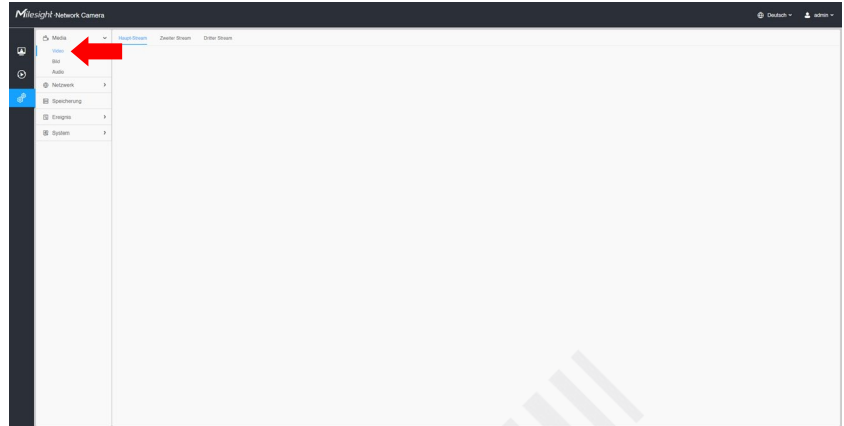 Milesight Network Camera
Deutsch
admin
Media
Haupt-Stream
Zweiter Stream
Dritter Stream
Video
Bild
Audio
Netzwerk
Speicherung
Ereignis
System